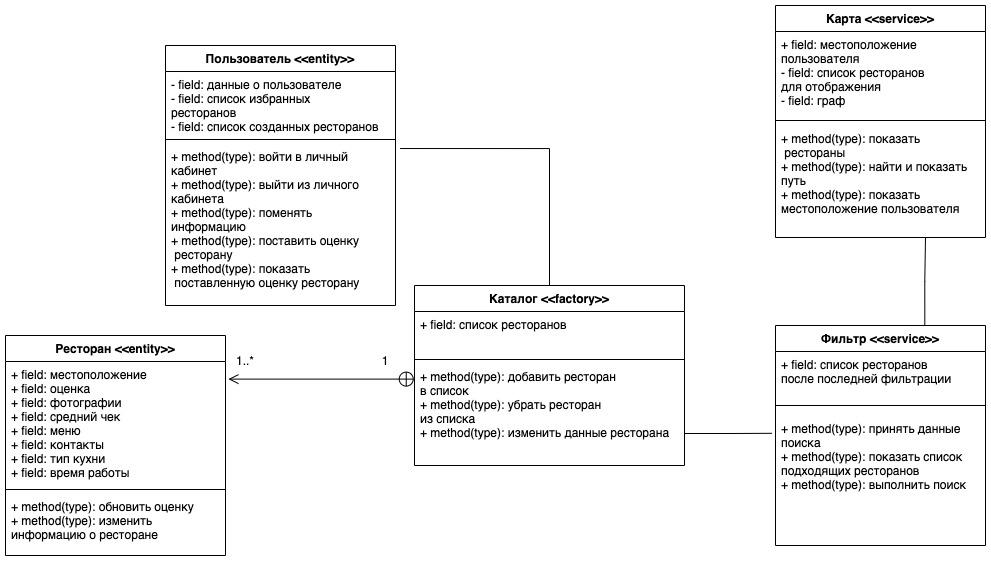 Пользователь <<entity>>
- field: данные о пользователе
- field: список избранных
ресторанов
- field: список созданных ресторанов
+ method(type): войти в личный
кабинет
+ method(type): выйти из личного
кабинета
+ method(type): поменять
информацию
+ method(type): поставить оценку
ресторану
+ method(type): показать
поставленную оценку ресторану
Карта <<service>>
+ field: местоположение
пользователя
- field: список ресторанов
для отображения
- field: граф
+ method(type): показать
рестораны
+ method(type): найти и показать
путь
+ method(type): показать
местоположение пользователя
Ресторан <<entity>>
+ field: местоположение
+ field: оценка
+ field: фотографии
+ field: средний чек
+ field: меню
+ field: контакты
+ field: тип кухни
+ field: время работы
+ method(type): обновить оценку
+ method(type): изменить
информацию о ресторане
1..*
1
Каталог <<factory>>
+ field: список ресторанов
+ method(type): добавить ресторан
в список
+ method(type): убрать ресторан
из списка
+ method(type): изменить данные ресторана
Фильтр <<service>>
+ field: список ресторанов
после последней фильтрации
+ method(type): принять данные
поиска
+ method(type): показать список
подходящих ресторанов
+ method(type): выполнить поиск